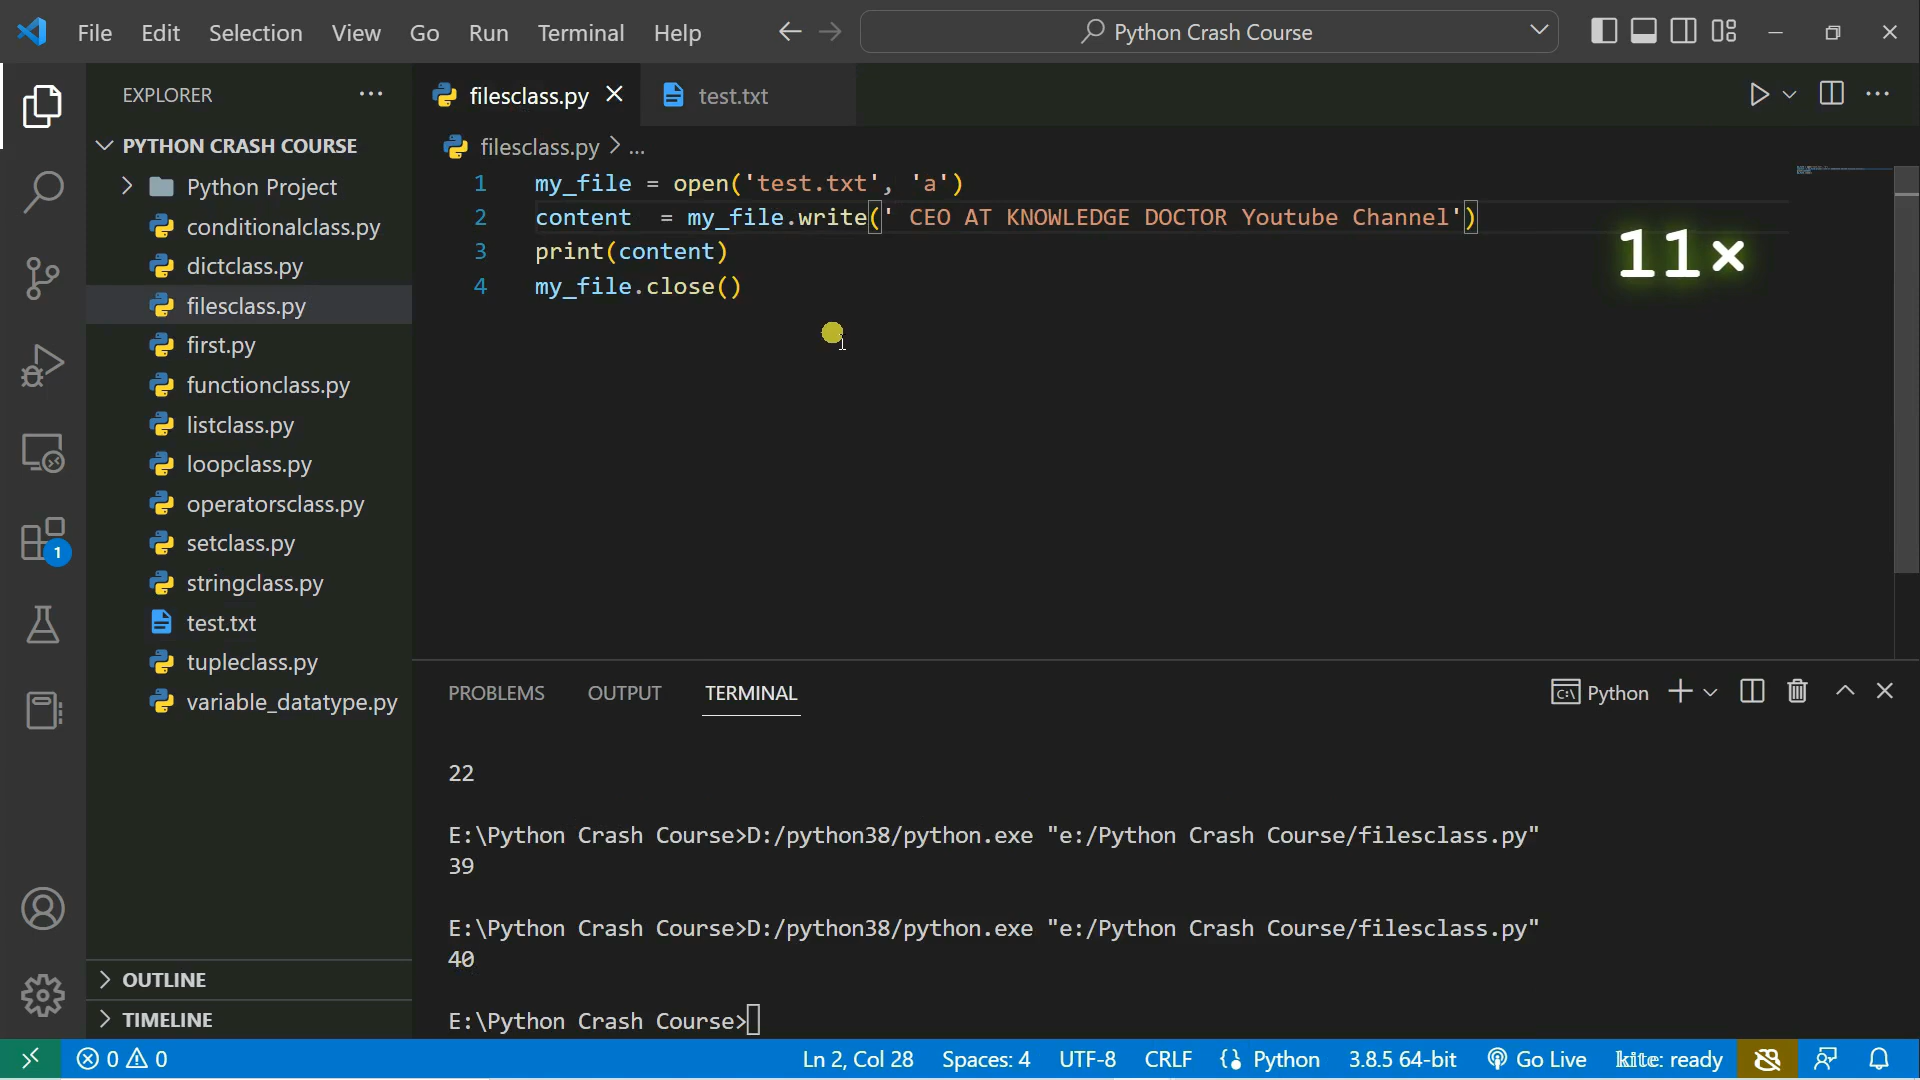 File Edit Selection View Go Run Terminal Help Python Crash Course
EXPLORER
PYTHON CRASH COURSE
Python Project
conditionalclass.py
dictclass.py
filesclass.py
first.py
functionclass.py
listclass.py
loopclass.py
operatorsclass.py
setclass.py
stringclass.py
test.txt
tupleclass.py
variable_datatype.py
OUTLINE
TIMELINE
1
filesclass.py test.txt
filesclass.py > ...
1 my_file = open('test.txt', 'a')
2 content  = my_file.write(' CEO AT KNOWLEDGE DOCTOR Youtube Channel')
3 print(content)
4 my_file.close()
11×
PROBLEMS OUTPUT TERMINAL Python
22
E:\Python Crash Course>D:/python38/python.exe "e:/Python Crash Course/filesclass.py"
39
E:\Python Crash Course>D:/python38/python.exe "e:/Python Crash Course/filesclass.py"
40
E:\Python Crash Course>
0 0 Ln 2, Col 28 Spaces: 4 UTF-8 CRLF Python 3.8.5 64-bit Go Live kite: ready